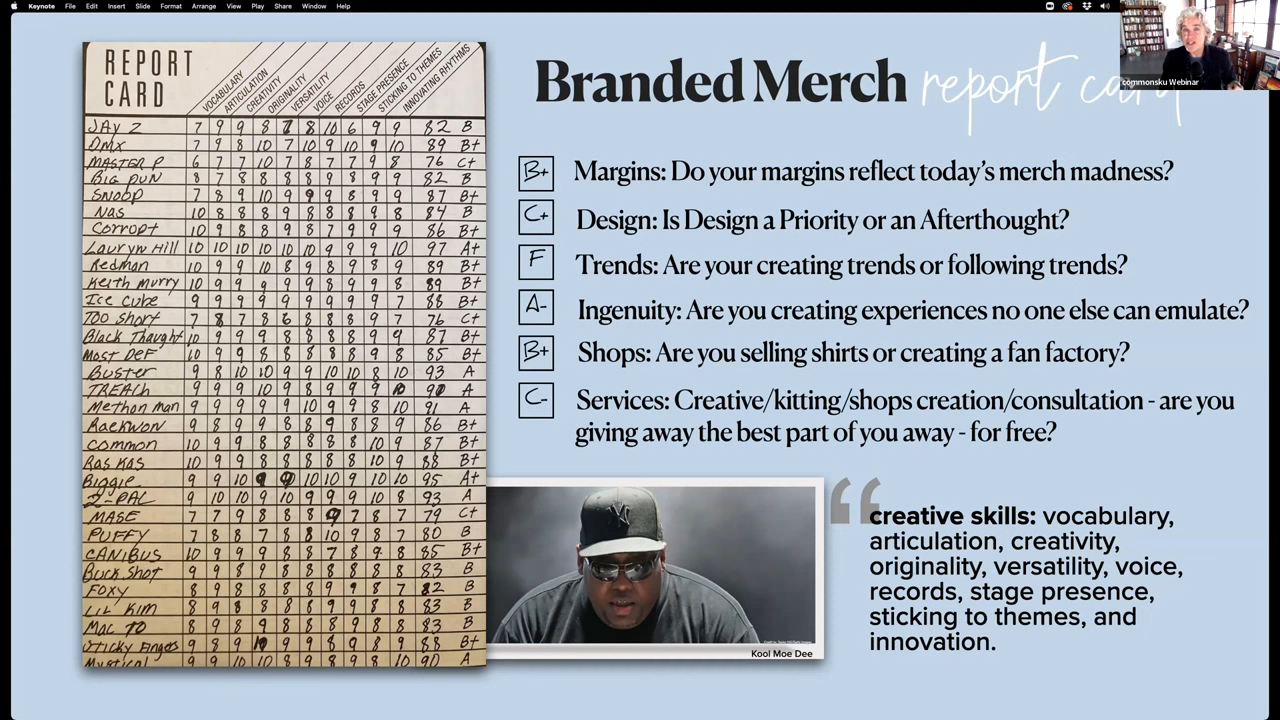 Keynote File Edit Insert Slide Format Arrange View Play Share Window Help
commonsku Webinar
REPORT CARD
VOCABULARY
ARTICULATION
CREATIVITY
ORIGINALITY
VERSATILITY
VOICE
RECORDS
STAGE PRESENCE
STICKING TO THEMES
INNOVATING RHYTHMS
JAY Z 7 9 9 8 7 8 10 6 9 9 82 B
DMX 7 9 8 10 7 10 9 10 9 10 89 B+
MASTER P 6 7 7 10 7 8 7 7 9 8 76 C+
BIG PUN 8 7 8 8 8 8 9 8 9 9 82 B
SNOOP 7 8 9 10 9 9 9 8 9 9 87 B+
Nas 10 8 8 8 9 8 8 8 9 8 84 B
Corrupt 10 9 9 9 8 9 7 9 9 9 86 B+
Lauryn Hill 10 10 10 10 10 10 9 9 9 10 97 A+
Redman 10 9 9 10 8 9 8 9 8 9 89 B+
Keith Murry 10 9 9 9 9 9 8 9 9 8 89 B+
Ice Cube 9 9 9 9 9 9 9 9 9 7 88 B+
TOO Short 7 8 7 8 6 8 8 8 9 7 76 C+
Black Thaught 10 9 9 9 8 8 8 8 9 9 87 B+
MOST DEF 10 9 9 8 8 8 8 8 9 8 85 B+
BUSTER 9 8 10 10 9 9 10 10 8 10 93 A
TREACH 9 9 9 10 9 8 9 9 9 10 90 A
Methon man 9 9 9 9 9 10 9 9 8 10 91 A
Raekwon 9 8 9 9 8 8 9 8 8 9 86 B+
Common 10 9 9 8 8 8 8 8 10 9 87 B+
Ras Kas 10 9 9 8 8 8 8 8 10 9 88 B+
Biggie 9 9 10 9 9 10 10 9 10 10 95 A+
2-PAC 9 10 10 9 10 9 9 9 10 8 93 A
MASE 7 7 9 8 8 8 9 7 8 7 79 C+
PUFFY 7 8 8 7 8 8 10 9 8 7 80 B
CANIBUS 10 9 9 9 8 8 7 8 9 8 85 B+
Buck Shot 8 9 8 9 8 8 8 8 8 8 83 B
FOXY 8 8 8 8 8 9 9 9 8 7 82 B
LIL KIM 8 9 8 8 8 8 9 9 8 8 83 B
Mac 10 8 9 8 9 8 8 8 8 8 8 83 B
Sticky Fingers 9 8 9 10 9 9 8 9 8 8 88 B+
Mystical 9 9 10 10 8 9 9 8 8 10 90 A
Branded Merch report card
B+ Margins: Do your margins reflect today’s merch madness?
C+ Design: Is Design a Priority or an Afterthought?
F Trends: Are your creating trends or following trends?
A- Ingenuity: Are you creating experiences no one else can emulate?
B+ Shops: Are you selling shirts or creating a fan factory?
C- Services: Creative/kitting/shops creation/consultation - are you
giving away the best part of you away - for free?
Kool Moe Dee
“creative skills: vocabulary,
articulation, creativity,
originality, versatility, voice,
records, stage presence,
sticking to themes, and
innovation.